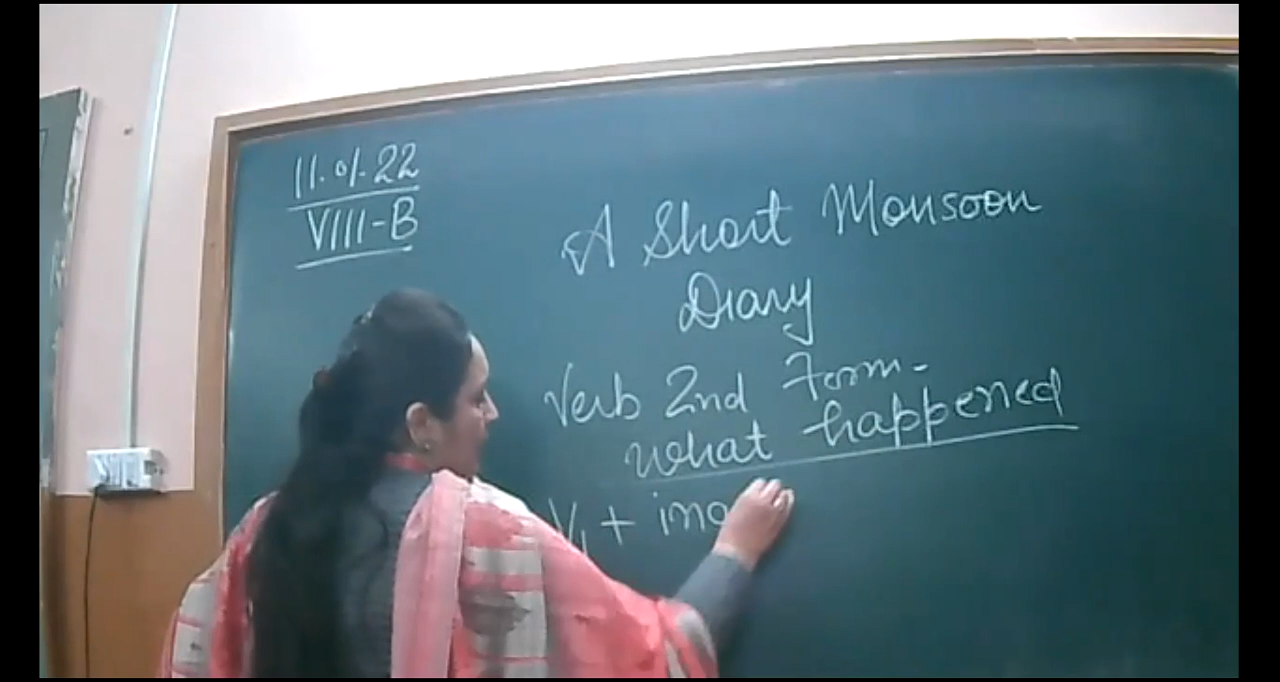 11.01.22
VIII-B
A Short Monsoon
Diary
Verb 2nd Form-
what happened
V1 + ing